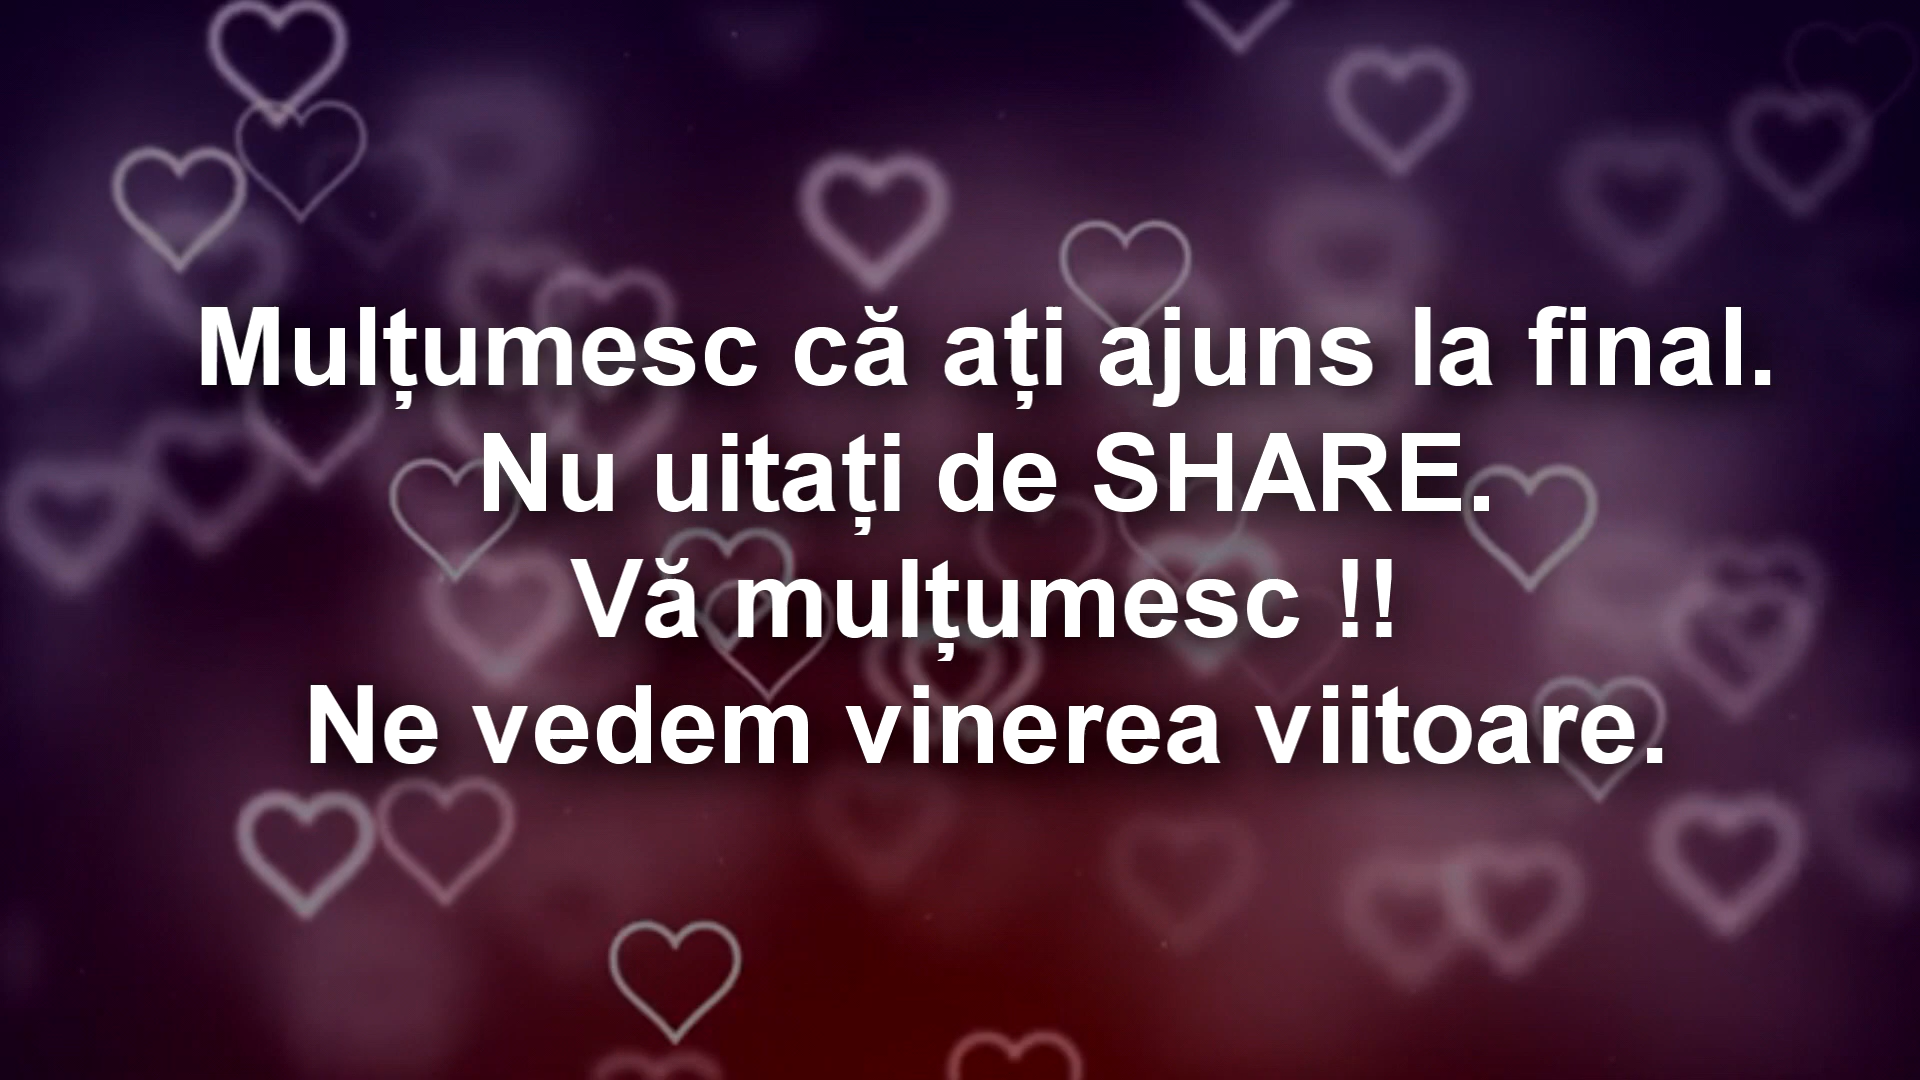 Mulțumesc că ați ajuns la final.
Nu uitați de SHARE.
Vă mulțumesc !!
Ne vedem vinerea viitoare.